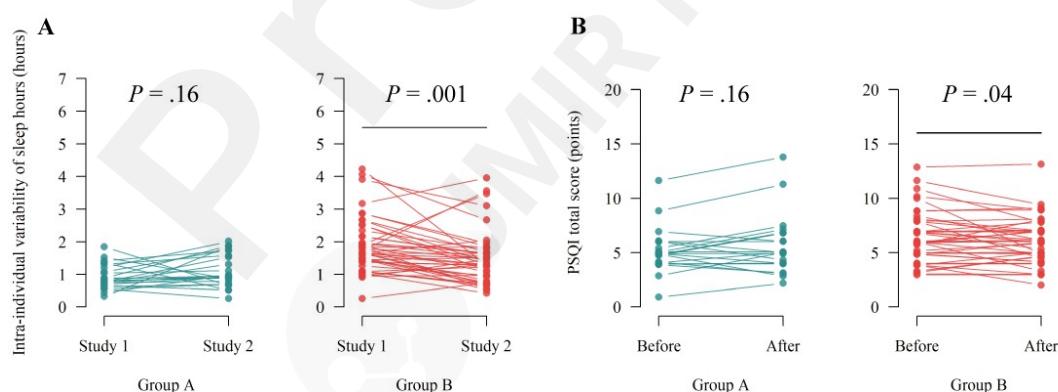 A
B
Intra-individual variability of sleep hours (hours)
7
6
5
4
3
2
1
0
P = .16
Study 1
Study 2
Group A
7
6
5
4
3
2
1
0
P = .001
Study 1
Study 2
Group B
PSQI total score (points)
20
15
10
5
0
P = .16
Before
After
Group A
20
15
10
5
0
P = .04
Before
After
Group B